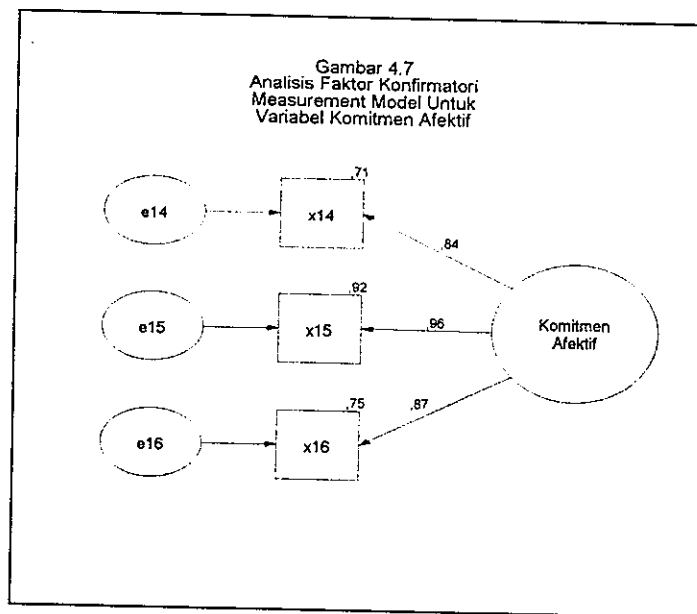 Gambar 4.7
Analisis Faktor Konfirmatori
Measurement Model Untuk
Variabel Komitmen Afektif
,71
e14
x14
,84
,92
e15
x15
,96
Komitmen
Afektif
,75
,87
e16
x16